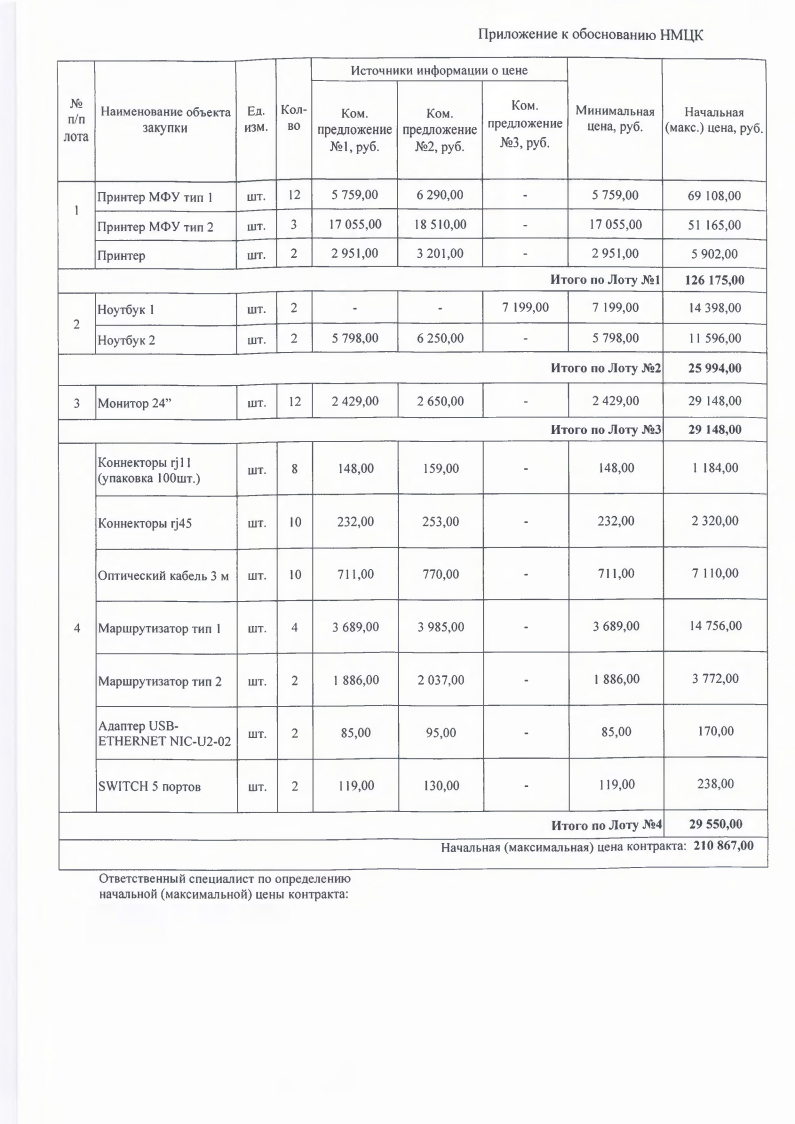 Приложение к обоснованию НМЦК
№ п/п лота
Наименование объекта закупки
Ед. изм.
Кол-во
Источники информации о цене
Ком. предложение №1, руб.
Ком. предложение №2, руб.
Ком. предложение №3, руб.
Минимальная цена, руб.
Начальная (макс.) цена, руб.
1
Принтер МФУ тип 1 шт. 12 5 759,00 6 290,00 - 5 759,00 69 108,00
Принтер МФУ тип 2 шт. 3 17 055,00 18 510,00 - 17 055,00 51 165,00
Принтер шт. 2 2 951,00 3 201,00 - 2 951,00 5 902,00
Итого по Лоту №1 126 175,00
2
Ноутбук 1 шт. 2 - - 7 199,00 7 199,00 14 398,00
Ноутбук 2 шт. 2 5 798,00 6 250,00 - 5 798,00 11 596,00
Итого по Лоту №2 25 994,00
3 Монитор 24” шт. 12 2 429,00 2 650,00 - 2 429,00 29 148,00
Итого по Лоту №3 29 148,00
4
Коннекторы rj11
(упаковка 100шт.) шт. 8 148,00 159,00 - 148,00 1 184,00
Коннекторы rj45 шт. 10 232,00 253,00 - 232,00 2 320,00
Оптический кабель 3 м шт. 10 711,00 770,00 - 711,00 7 110,00
Маршрутизатор тип 1 шт. 4 3 689,00 3 985,00 - 3 689,00 14 756,00
Маршрутизатор тип 2 шт. 2 1 886,00 2 037,00 - 1 886,00 3 772,00
Адаптер USB-
ETHERNET NIC-U2-02 шт. 2 85,00 95,00 - 85,00 170,00
SWITCH 5 портов шт. 2 119,00 130,00 - 119,00 238,00
Итого по Лоту №4 29 550,00
Начальная (максимальная) цена контракта: 210 867,00
Ответственный специалист по определению
начальной (максимальной) цены контракта: